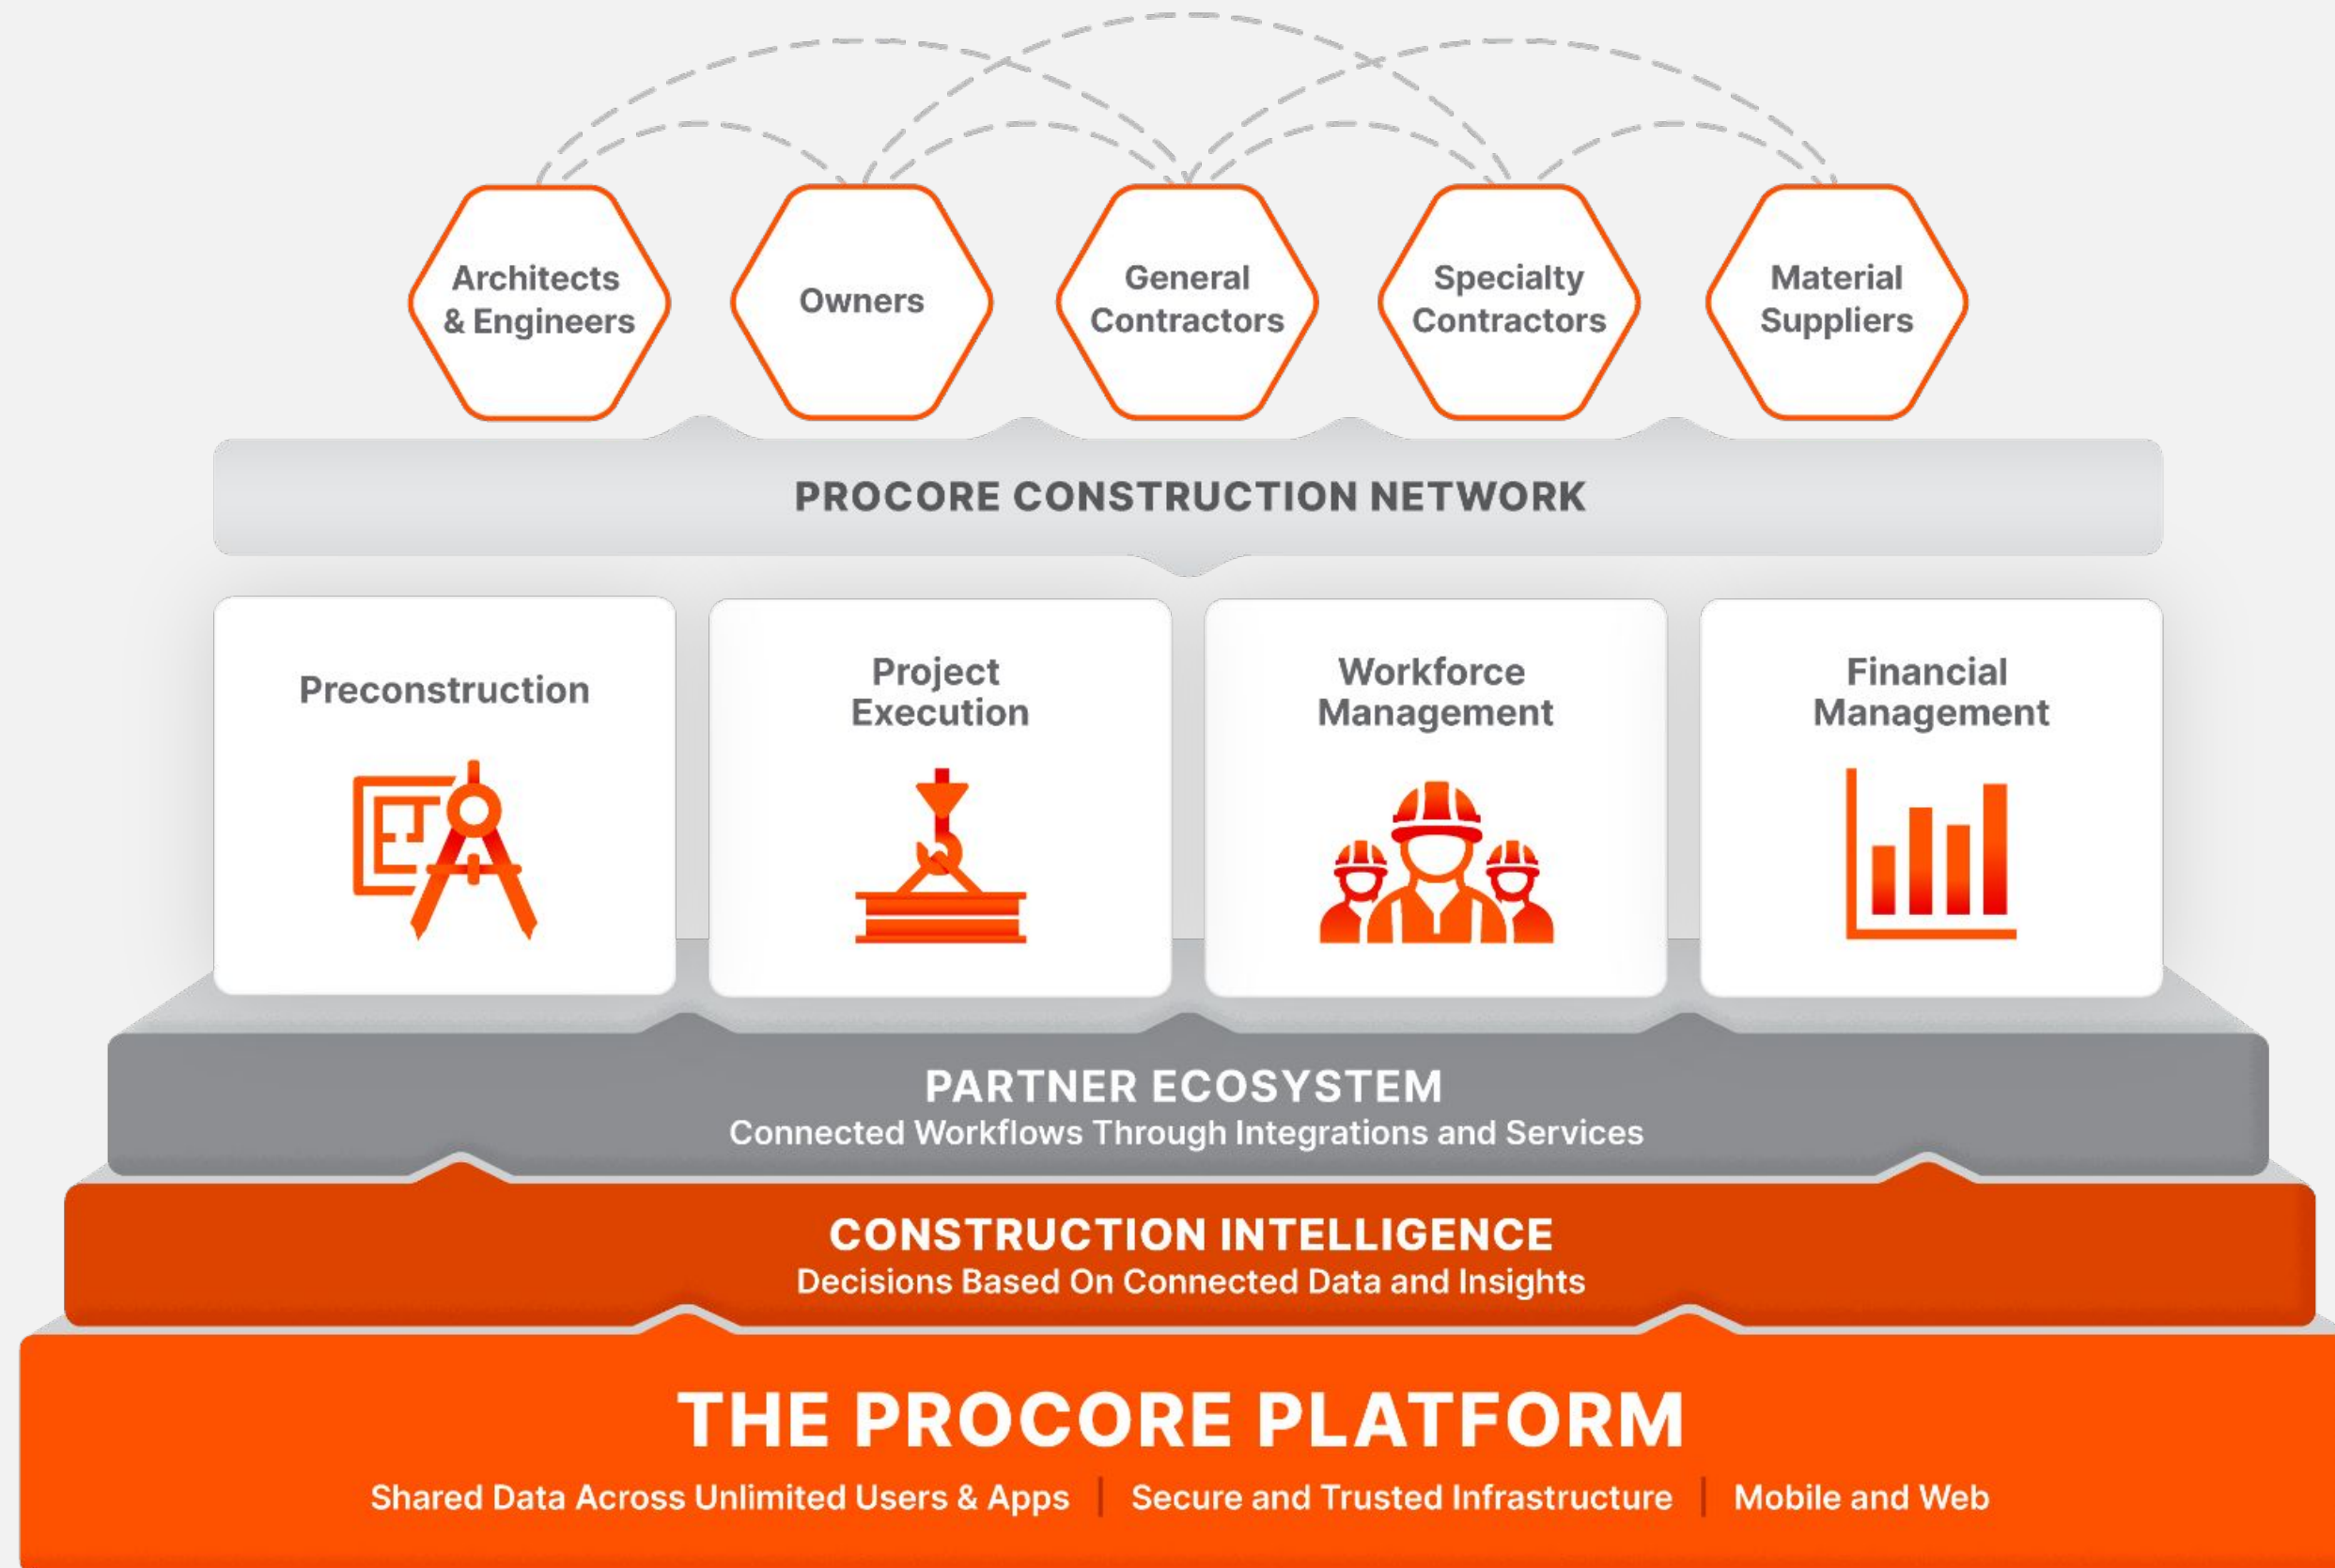 Architects
& Engineers
Owners
General
Contractors
Specialty
Contractors
Material
Suppliers
PROCORE CONSTRUCTION NETWORK
Preconstruction
Project
Execution
Workforce
Management
Financial
Management
PARTNER ECOSYSTEM
Connected Workflows Through Integrations and Services
CONSTRUCTION INTELLIGENCE
Decisions Based On Connected Data and Insights
THE PROCORE PLATFORM
Shared Data Across Unlimited Users & Apps | Secure and Trusted Infrastructure | Mobile and Web